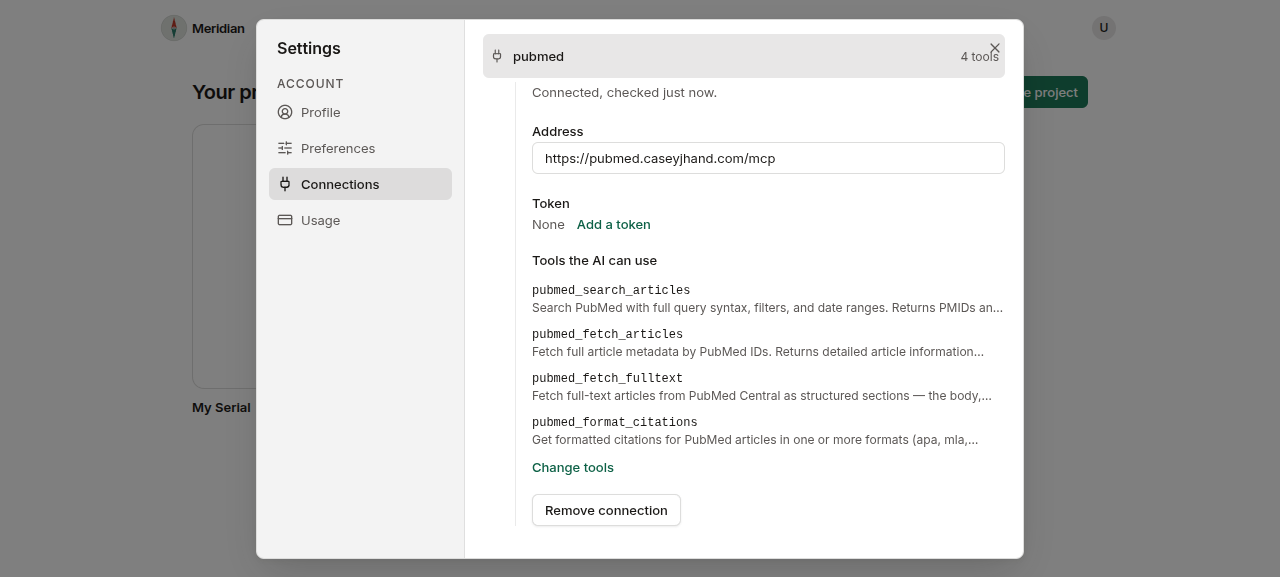 Meridian
U
Your pr
e project
My Serial
Settings
ACCOUNT
Profile
Preferences
Connections
Usage
pubmed
4 tools
Connected, checked just now.
Address
https://pubmed.caseyjhand.com/mcp
Token
None Add a token
Tools the AI can use
pubmed_search_articles
Search PubMed with full query syntax, filters, and date ranges. Returns PMIDs an...
pubmed_fetch_articles
Fetch full article metadata by PubMed IDs. Returns detailed article information...
pubmed_fetch_fulltext
Fetch full-text articles from PubMed Central as structured sections — the body,...
pubmed_format_citations
Get formatted citations for PubMed articles in one or more formats (apa, mla,...
Change tools
Remove connection